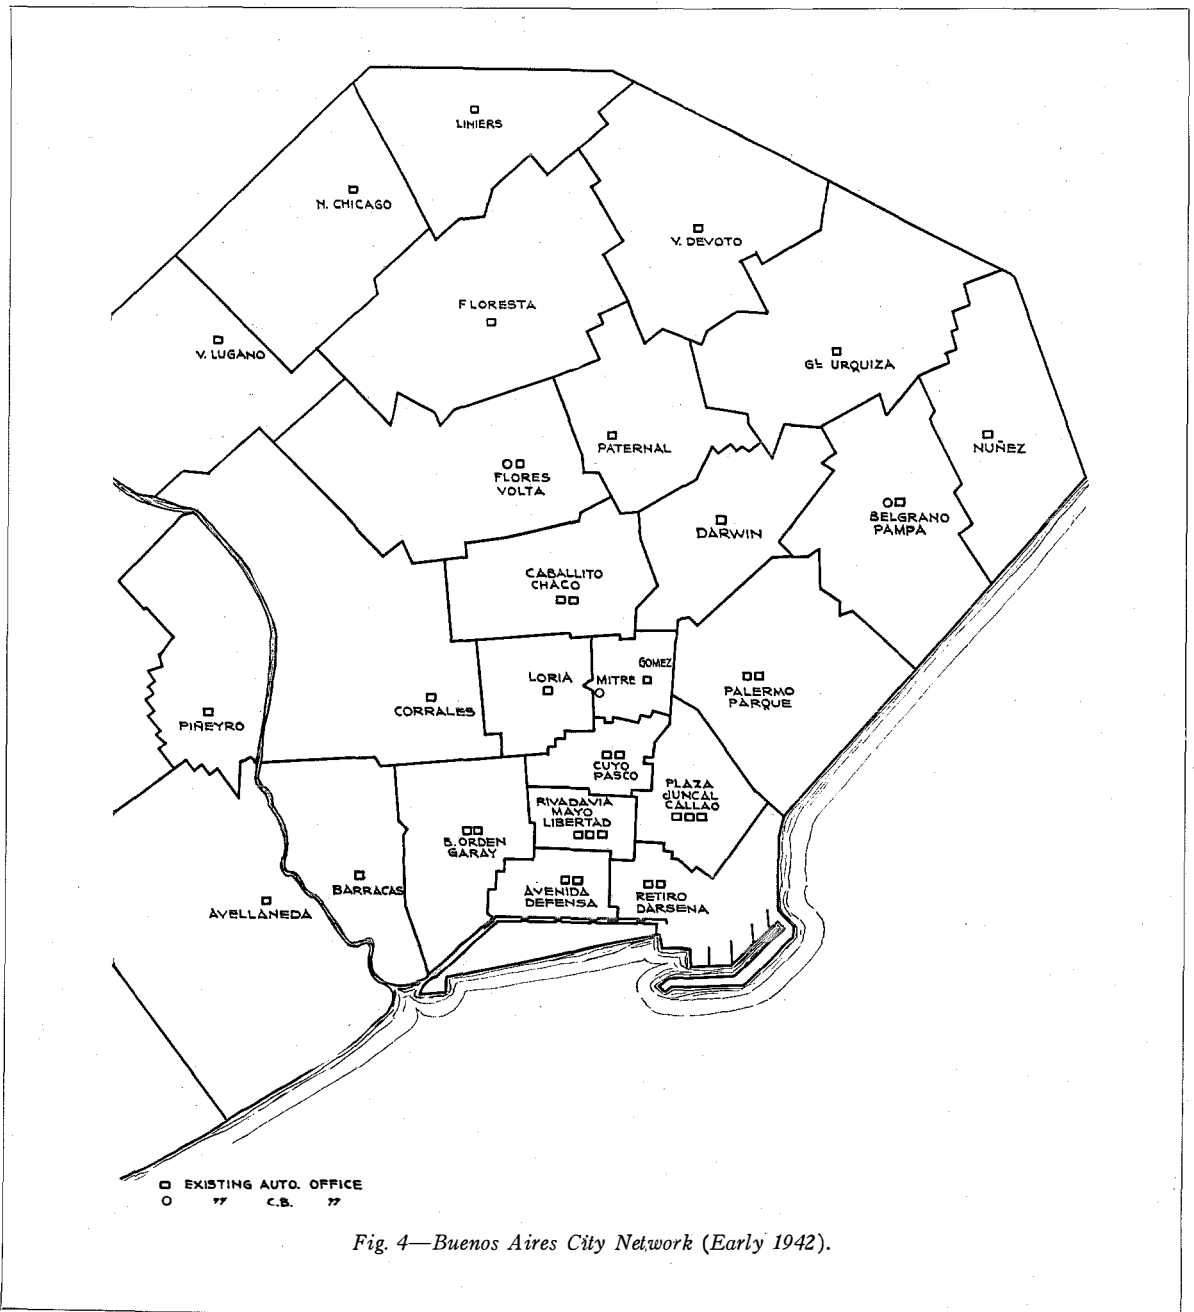 LINIERS
N. CHICAGO
V. DEVOTO
FLORESTA
V. LUGANO
GL URQUIZA
PATERNAL
NUÑEZ
FLORES
VOLTA
BELGRANO
PAMPA
DARWIN
CABALLITO
CHACO
GOMEZ
LORIA
MITRE
PALERMO
PARQUE
CORRALES
PIÑEYRO
CUYO
PASCO
PLAZA
JUNCAL
CALLAO
RIVADAVIA
MAYO
LIBERTAD
B. ORDEN
GARAY
BARRACAS
AVENIDA
DEFENSA
RETIRO
DARSENA
AVELLANEDA
EXISTING AUTO. OFFICE
" C.B. "
Fig. 4—Buenos Aires City Network (Early 1942).